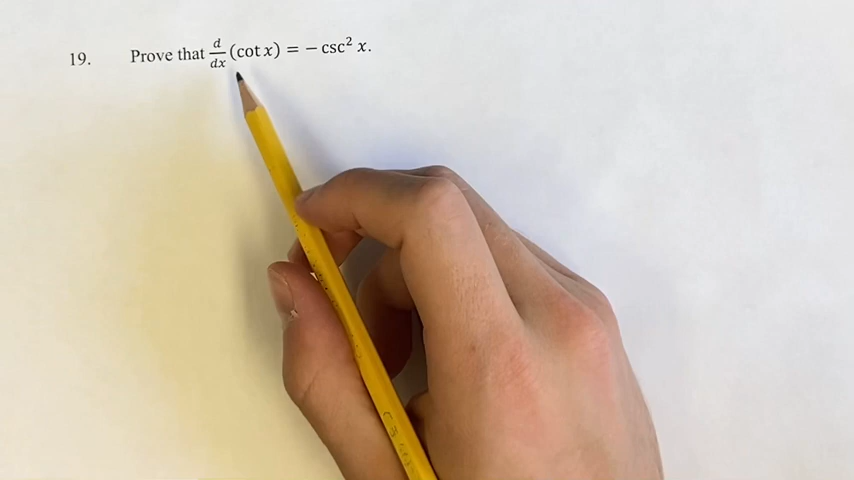 19. Prove that d/dx (cot x) = − csc² x.